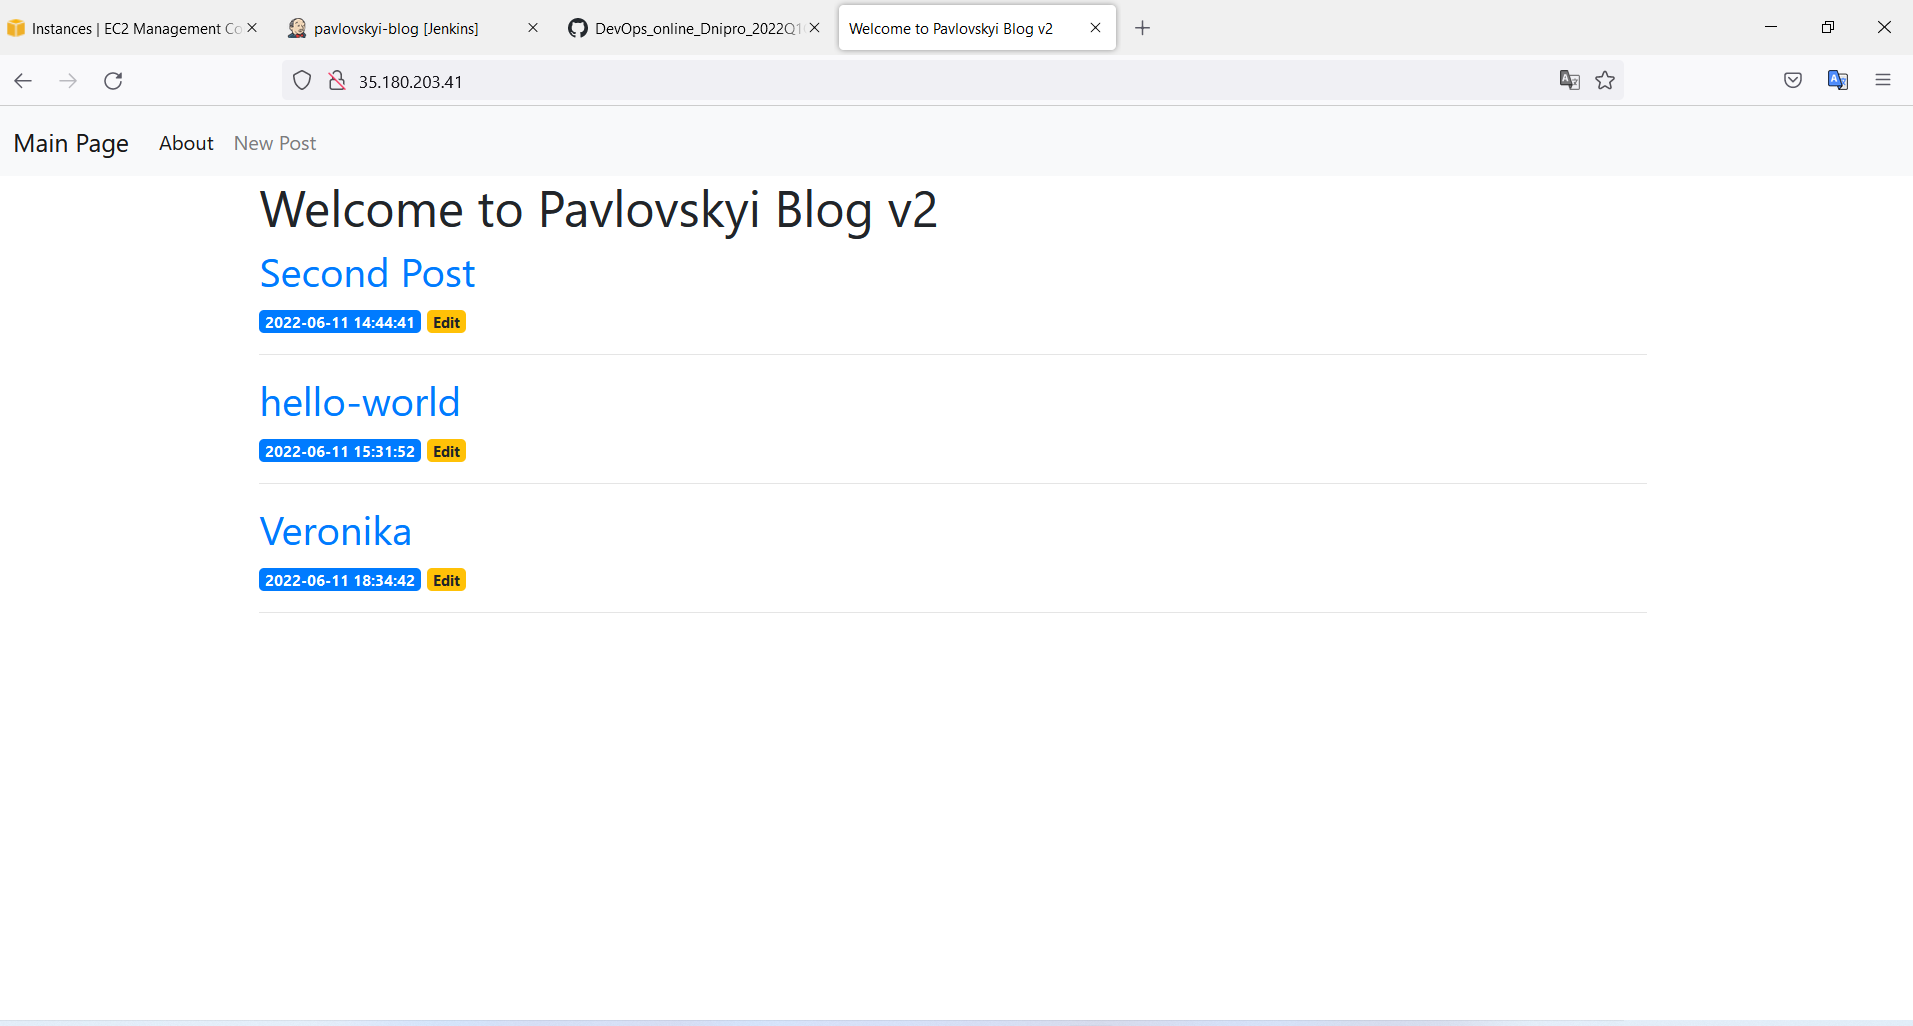 Instances | EC2 Management Co
pavlovskyi-blog [Jenkins]
DevOps_online_Dnipro_2022Q1
Welcome to Pavlovskyi Blog v2
35.180.203.41
Main Page
About
New Post
Welcome to Pavlovskyi Blog v2
Second Post
2022-06-11 14:44:41 Edit
hello-world
2022-06-11 15:31:52 Edit
Veronika
2022-06-11 18:34:42 Edit